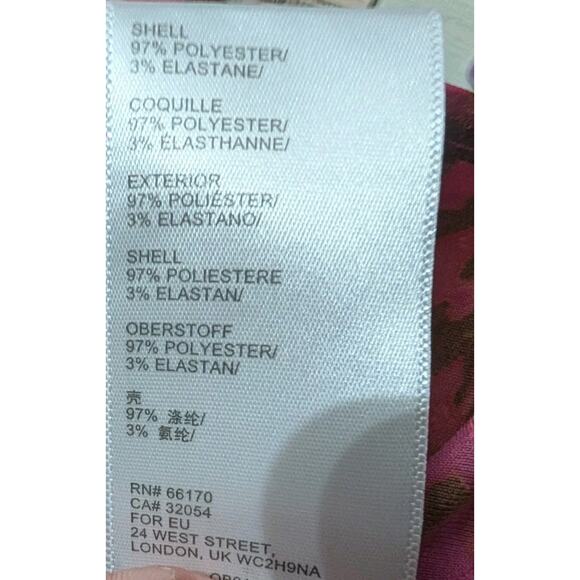 SHELL
97% POLYESTER/
3% ELASTANE/
COQUILLE
97% POLYESTER/
3% ÉLASTHANNE/
EXTERIOR
97% POLIÉSTER/
3% ELASTANO/
SHELL
97% POLIESTERE
3% ELASTAN/
OBERSTOFF
97% POLYESTER/
3% ELASTAN/
壳
97% 涤纶/
3% 氨纶/
RN# 66170
CA# 32054
FOR EU
24 WEST STREET,
LONDON, UK WC2H9NA